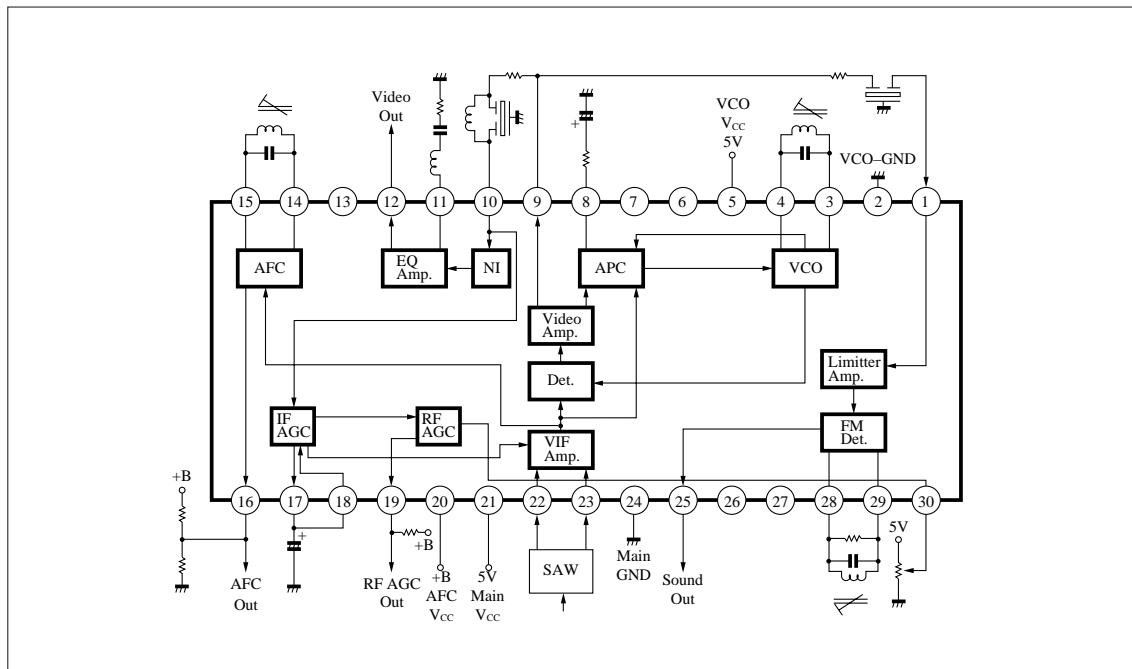 Video
Out
VCO
VCC
5V
VCO–GND
+
15 14 13 12 11 10 9 8 7 6 5 4 3 2 1
AFC
EQ
Amp.
NI
APC
VCO
Video
Amp.
Det.
Limitter
Amp.
IF
AGC
RF
AGC
VIF
Amp.
FM
Det.
+B
16 17 18 19 20 21 22 23 24 25 26 27 28 29 30
+
+B
5V
AFC
Out
RF AGC
Out
+B
AFC
VCC
5V
Main
VCC
SAW
Main
GND
Sound
Out